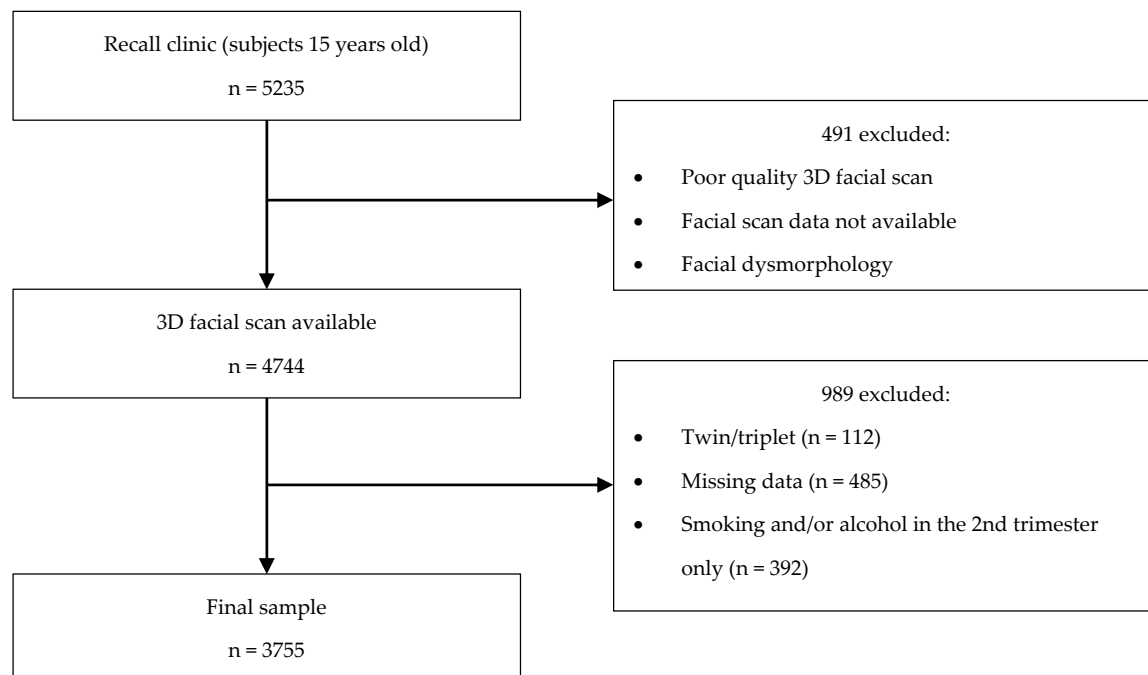 Recall clinic (subjects 15 years old)
n = 5235
491 excluded:
• Poor quality 3D facial scan
• Facial scan data not available
• Facial dysmorphology
3D facial scan available
n = 4744
989 excluded:
• Twin/triplet (n = 112)
• Missing data (n = 485)
• Smoking and/or alcohol in the 2nd trimester
only (n = 392)
Final sample
n = 3755